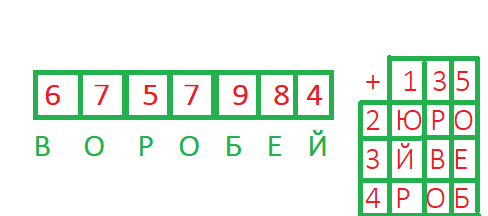 6 7 5 7 9 8 4
В О Р О Б Е Й
+ 1 3 5
2 Ю Р О
3 Й В Е
4 Р О Б